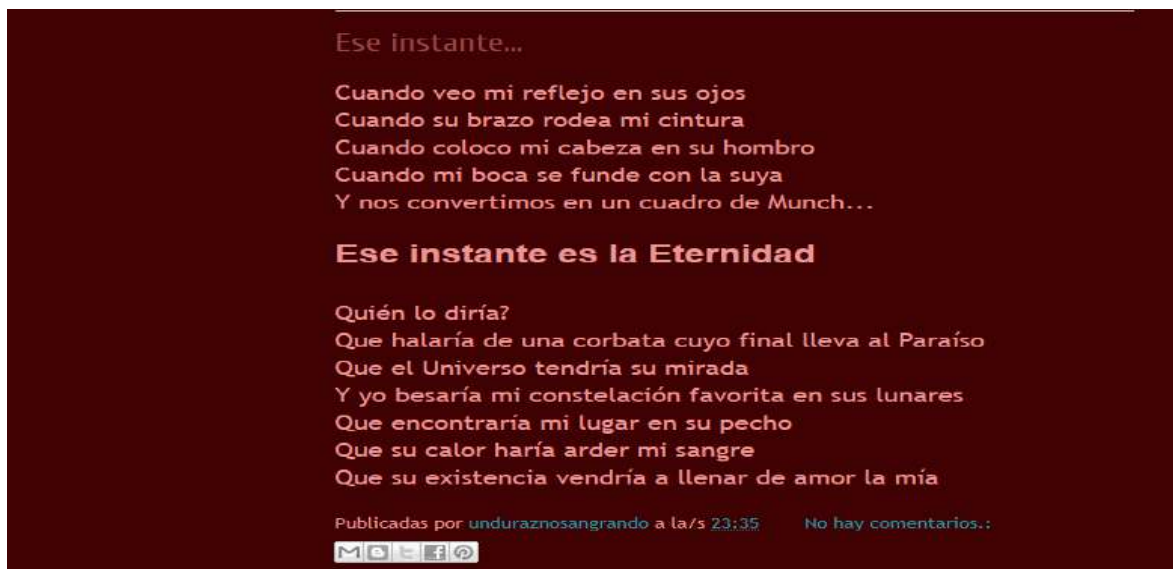 Ese instante...
Cuando veo mi reflejo en sus ojos
Cuando su brazo rodea mi cintura
Cuando coloco mi cabeza en su hombro
Cuando mi boca se funde con la suya
Y nos convertimos en un cuadro de Munch...
Ese instante es la Eternidad
Quién lo diría?
Que halaría de una corbata cuyo final lleva al Paraíso
Que el Universo tendría su mirada
Y yo besaría mi constelación favorita en sus lunares
Que encontraría mi lugar en su pecho
Que su calor haría arder mi sangre
Que su existencia vendría a llenar de amor la mía
Publicadas por unduraznosangrando a la/s 23:35 No hay comentarios.: